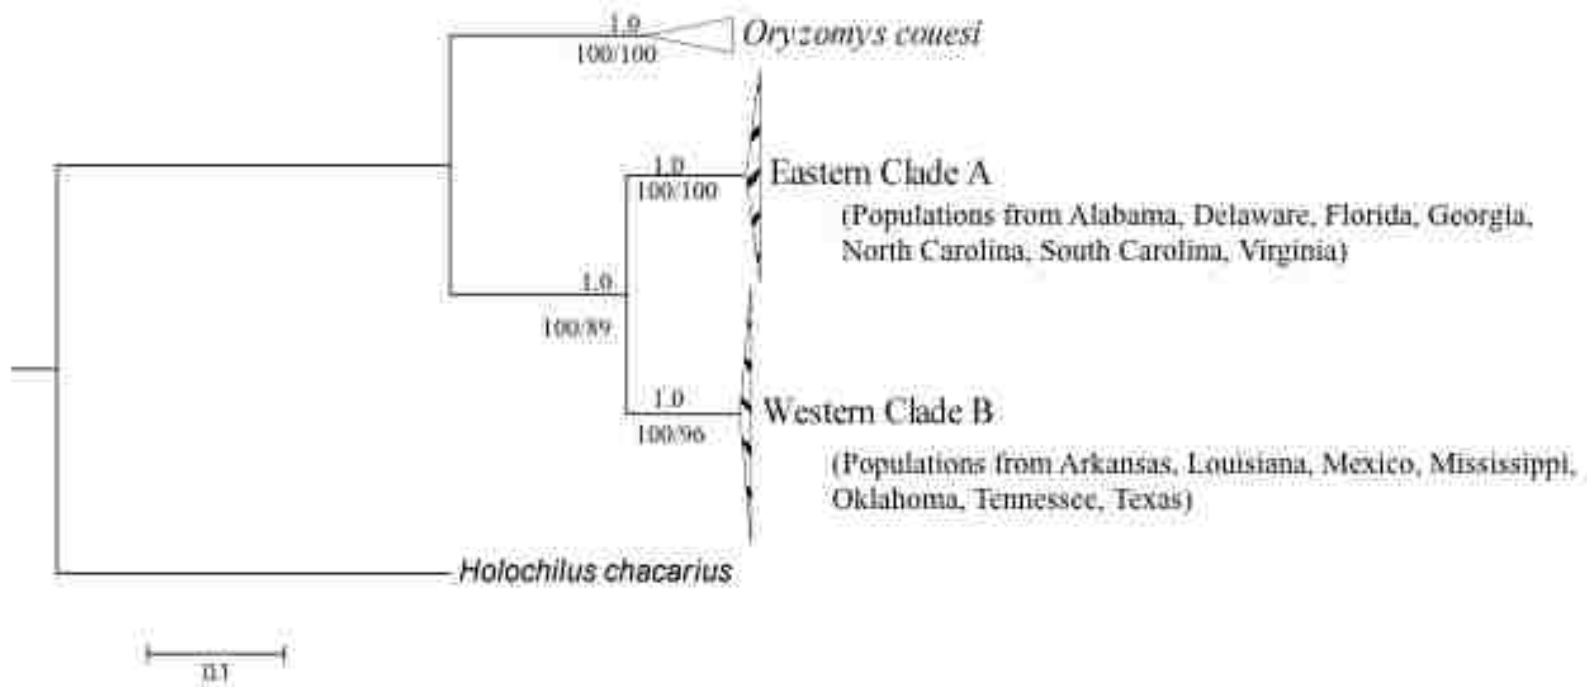 1.0
100/100
Oryzomys couesi
1.0
100/100
Eastern Clade A
(Populations from Alabama, Delaware, Florida, Georgia,
North Carolina, South Carolina, Virginia)
1.0
100/89
1.0
100/96
Western Clade B
(Populations from Arkansas, Louisiana, Mexico, Mississippi,
Oklahoma, Tennessee, Texas)
Holochilus chacarius
0.1